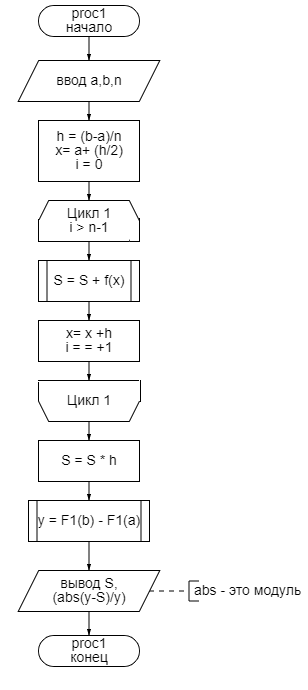 proc1
начало
ввод a,b,n
h = (b-a)/n
x= a+ (h/2)
i = 0
Цикл 1
i > n-1
S = S + f(x)
x= x +h
i = = +1
Цикл 1
S = S * h
y = F1(b) - F1(a)
вывод S,
(abs(y-S)/y)
abs - это модуль
proc1
конец